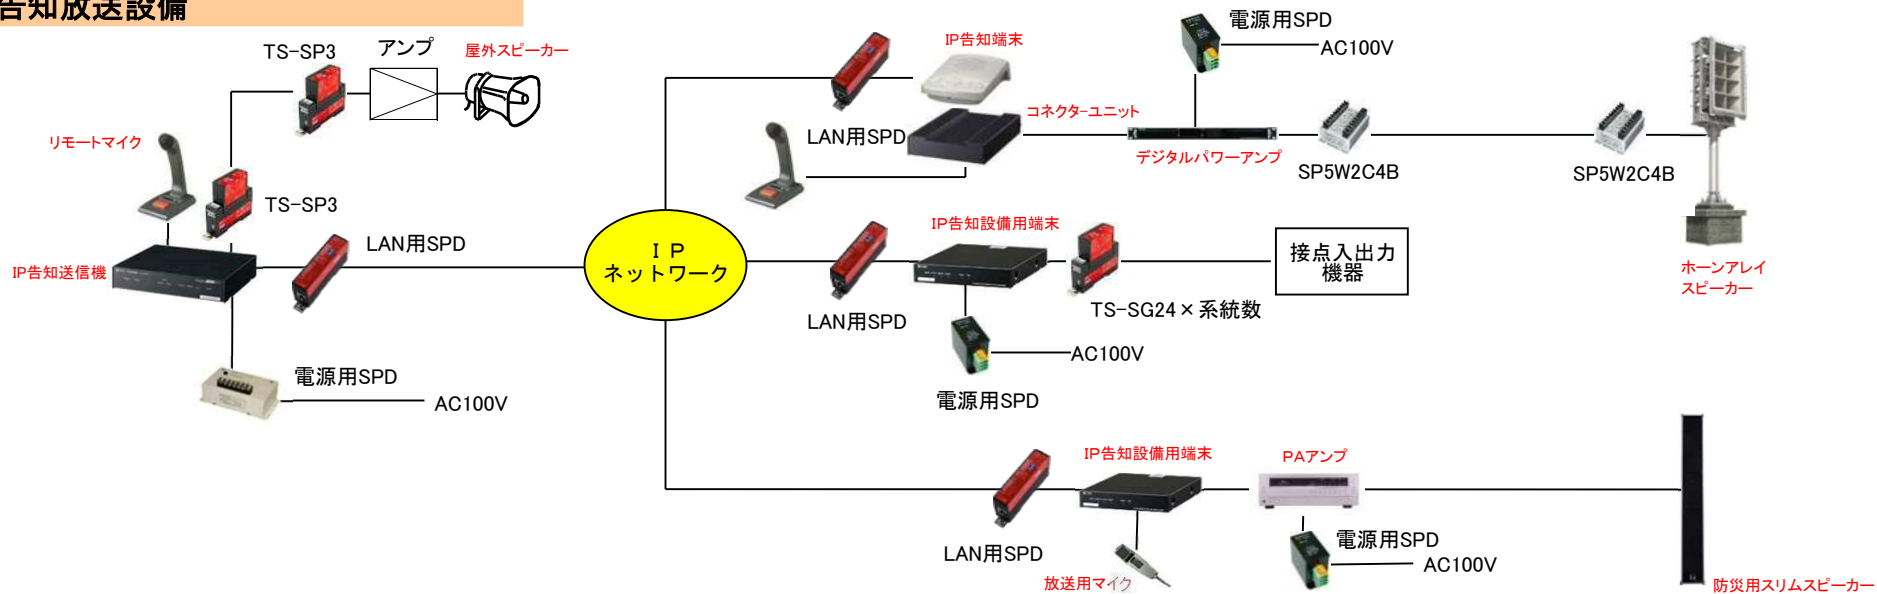 告知放送設備
TS-SP3
アンプ
屋外スピーカー
リモートマイク
TS-SP3
LAN用SPD
IP告知送信機
電源用SPD
AC100V
ＩＰ
ネットワーク
IP告知端末
LAN用SPD
コネクターユニット
電源用SPD
AC100V
デジタルパワーアンプ
SP5W2C4B
SP5W2C4B
ホーンアレイ
スピーカー
IP告知設備用端末
LAN用SPD
TS-SG24×系統数
接点入出力
機器
AC100V
電源用SPD
IP告知設備用端末
PAアンプ
LAN用SPD
放送用マイク
電源用SPD
AC100V
防災用スリムスピーカー